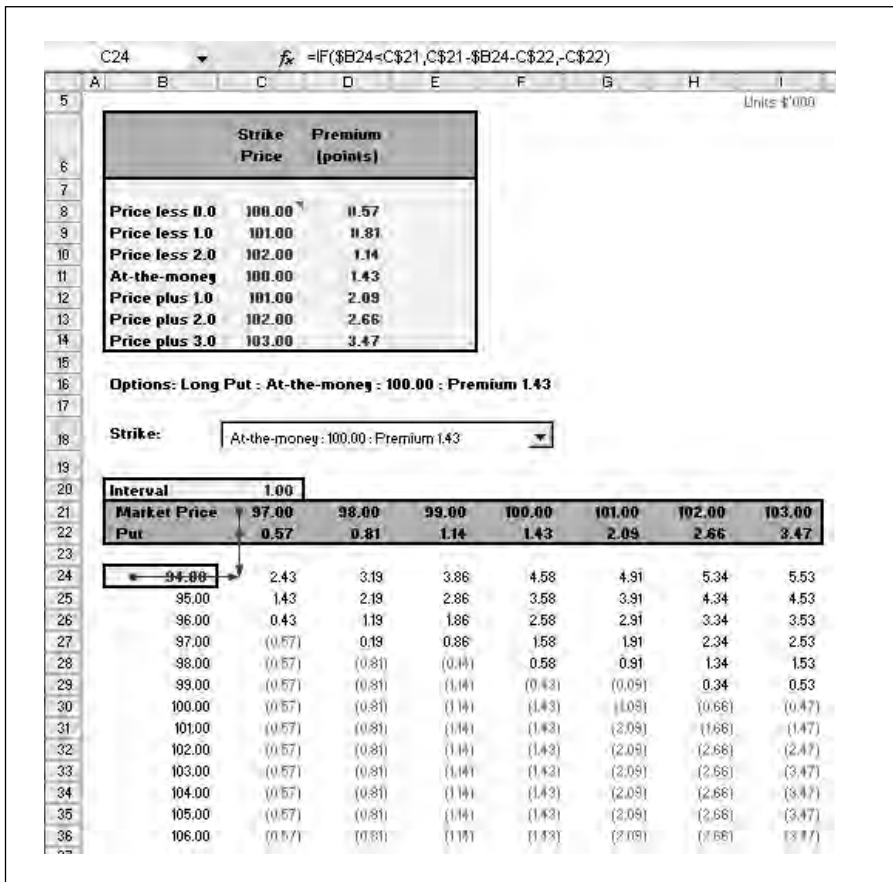 C24 fx =IF($B24<C$21,C$21-$B24-C$22,-C$22)
A B C D E F G H I
5 Units $'000
6 Strike Price Premium (points)
7
8 Price less 0.0 100.00 0.57
9 Price less 1.0 101.00 0.81
10 Price less 2.0 102.00 1.14
11 At-the-money 100.00 1.43
12 Price plus 1.0 101.00 2.09
13 Price plus 2.0 102.00 2.66
14 Price plus 3.0 103.00 3.47
15
16 Options: Long Put : At-the-money : 100.00 : Premium 1.43
17
18 Strike: At-the-money : 100.00 : Premium 1.43
19
20 Interval 1.00
21 Market Price 97.00 98.00 99.00 100.00 101.00 102.00 103.00
22 Put 0.57 0.81 1.14 1.43 2.09 2.66 3.47
23
24 94.00 2.43 3.19 3.86 4.58 4.91 5.34 5.53
25 95.00 1.43 2.19 2.86 3.58 3.91 4.34 4.53
26 96.00 0.43 1.19 1.86 2.58 2.91 3.34 3.53
27 97.00 (0.57) 0.19 0.86 1.58 1.91 2.34 2.53
28 98.00 (0.57) (0.81) (0.14) 0.58 0.91 1.34 1.53
29 99.00 (0.57) (0.81) (1.14) (0.43) (0.09) 0.34 0.53
30 100.00 (0.57) (0.81) (1.14) (1.43) (1.09) (0.66) (0.47)
31 101.00 (0.57) (0.81) (1.14) (1.43) (2.09) (1.66) (1.47)
32 102.00 (0.57) (0.81) (1.14) (1.43) (2.09) (2.66) (2.47)
33 103.00 (0.57) (0.81) (1.14) (1.43) (2.09) (2.66) (3.47)
34 104.00 (0.57) (0.81) (1.14) (1.43) (2.09) (2.66) (3.47)
35 105.00 (0.57) (0.81) (1.14) (1.43) (2.09) (2.66) (3.47)
36 106.00 (0.57) (0.81) (1.14) (1.43) (2.09) (2.66) (3.47)